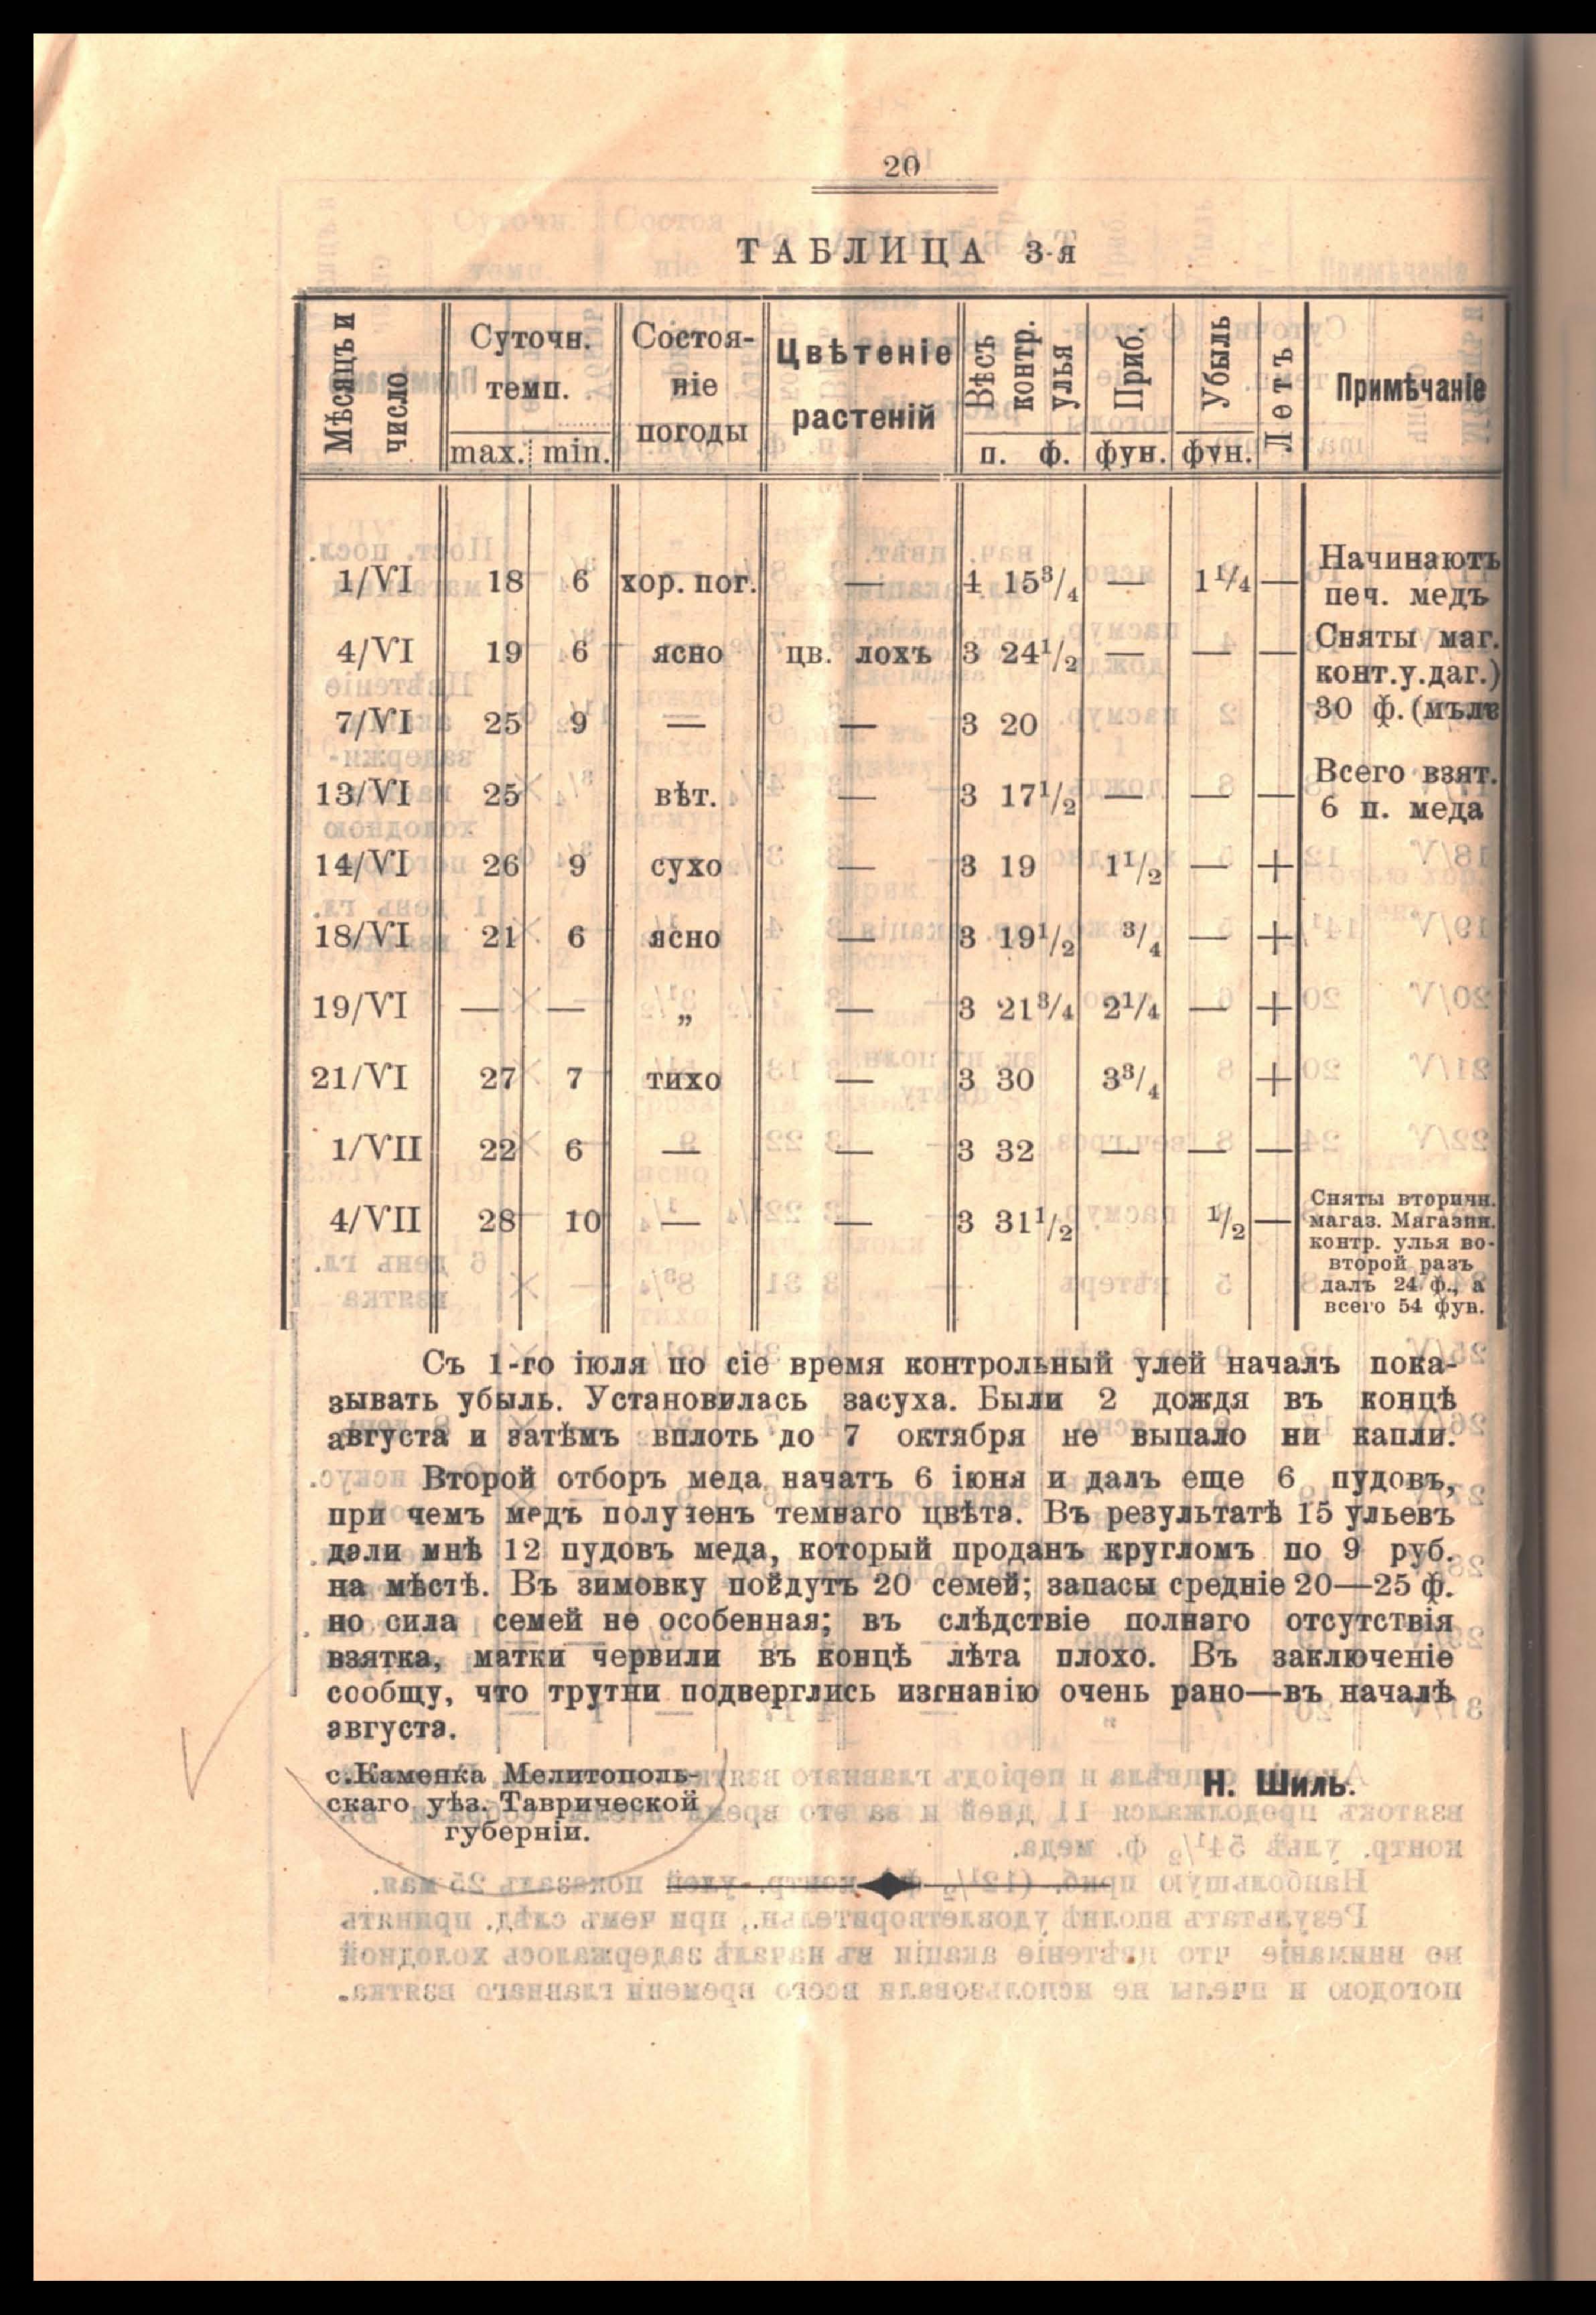 20
ТАБЛИЦА 3-я
Мѣсяцъ и число | Суточн. темп. max. min. | Состоя-ніе погоды | Цвѣтеніе растеній | Вѣсъ контр. улья п. ф. | Приб. фун. | Убыль фун. | Летъ | Примѣчаніе
1/VI 18 6 хор. пог. — 4 15³/₄ — 1¹/₄ — Начинаютъ печ. медъ
4/VI 19 6 ясно цв. лохъ 3 24¹/₂ — — — Сняты маг. конт.у.даг.)
7/VI 25 9 — — 3 20 30 ф.(мълв
13/VI 25 вѣт. — 3 17¹/₂ — — — Всего взят. 6 п. меда
14/VI 26 9 сухо — 3 19 1¹/₂ — +
18/VI 21 6 ясно — 3 19¹/₂ ³/₄ — +
19/VI — — „ — 3 21³/₄ 2¹/₄ — +
21/VI 27 7 тихо — 3 30 3³/₄ +
1/VII 22 6 — — 3 32 — — —
4/VII 28 10 — — 3 31¹/₂ ¹/₂ — Сняты вторичн.
магаз. Магазин.
контр. улья во-
второй разъ
далъ 24 ф., а
всего 54 фун.
Съ 1-го іюля по сіе время контрольный улей началъ пока-
зывать убыль. Установилась засуха. Были 2 дождя въ концѣ
августа и затѣмъ вплоть до 7 октября не выпало ни капли.
Второй отборъ меда начатъ 6 іюня и далъ еще 6 пудовъ,
при чемъ медъ полученъ темнаго цвѣта. Въ результатѣ 15 ульевъ
дали мнѣ 12 пудовъ меда, который проданъ кругломъ по 9 руб.
на мѣстѣ. Въ зимовку пойдутъ 20 семей; запасы средніе 20—25 ф.
но сила семей не особенная; въ слѣдствіе полнаго отсутствія
взятка, матки червили въ концѣ лѣта плохо. Въ заключеніе
сообщу, что трутни подверглись изгнанію очень рано—въ началѣ
августа.
с.Каменка Мелитополь-
скаго уѣз. Таврической
губерніи.
Н. Шиль.